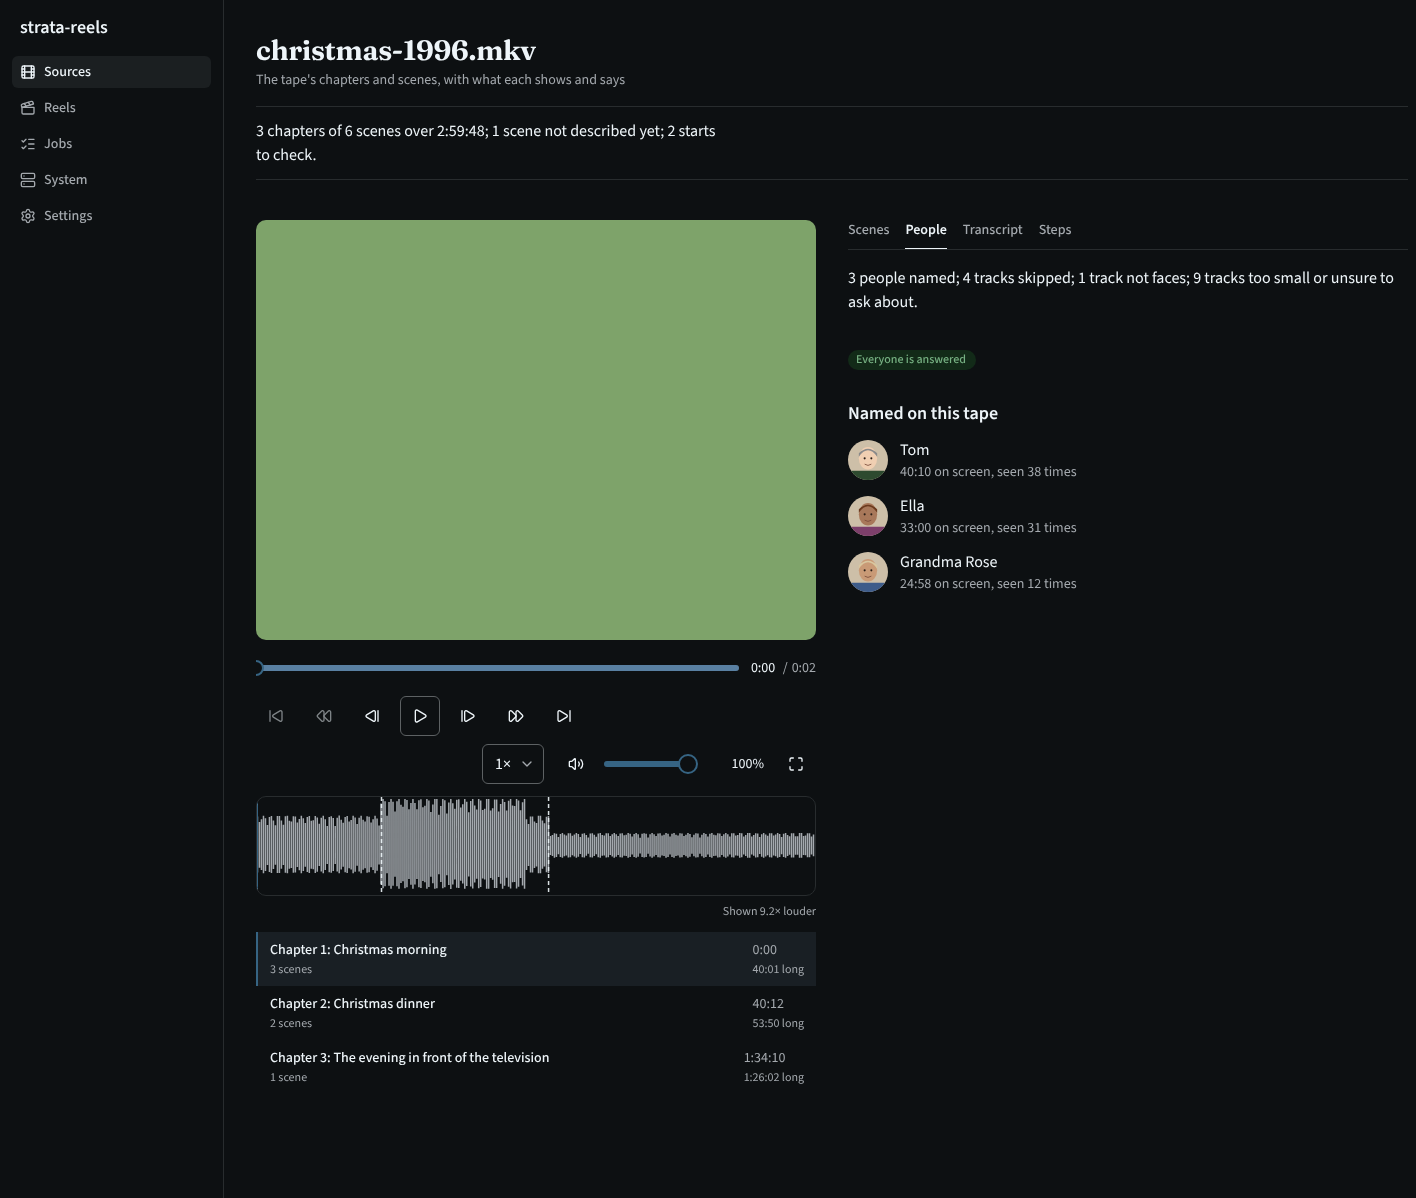 strata-reels
Sources
Reels
Jobs
System
Settings
christmas-1996.mkv
The tape's chapters and scenes, with what each shows and says
3 chapters of 6 scenes over 2:59:48; 1 scene not described yet; 2 starts
to check.
0:00 / 0:02
1×
100%
Shown 9.2× louder
Chapter 1: Christmas morning 0:00
3 scenes 40:01 long
Chapter 2: Christmas dinner 40:12
2 scenes 53:50 long
Chapter 3: The evening in front of the television 1:34:10
1 scene 1:26:02 long
Scenes People Transcript Steps
3 people named; 4 tracks skipped; 1 track not faces; 9 tracks too small or unsure to
ask about.
Everyone is answered
Named on this tape
Tom
40:10 on screen, seen 38 times
Ella
33:00 on screen, seen 31 times
Grandma Rose
24:58 on screen, seen 12 times